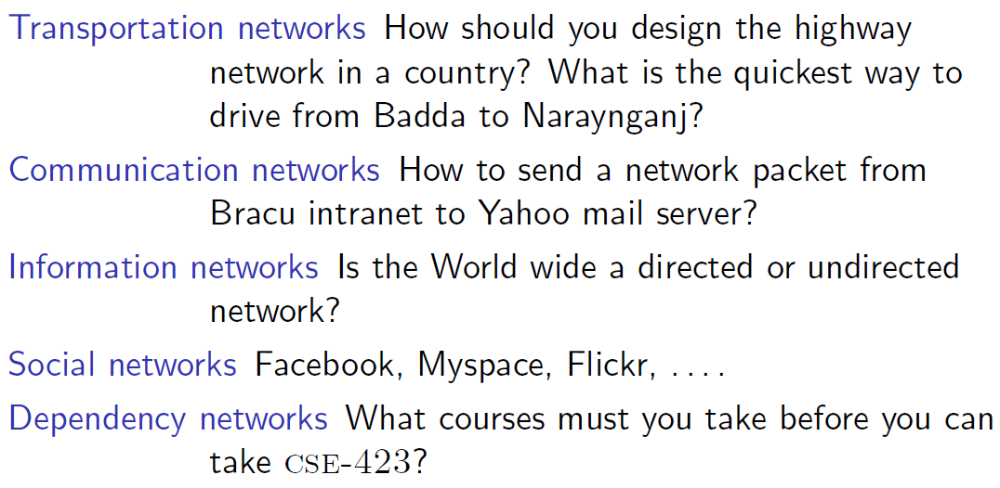 Transportation networks How should you design the highway
network in a country? What is the quickest way to
drive from Badda to Naraynganj?
Communication networks How to send a network packet from
Bracu intranet to Yahoo mail server?
Information networks Is the World wide a directed or undirected
network?
Social networks Facebook, Myspace, Flickr, ....
Dependency networks What courses must you take before you can
take CSE-423?